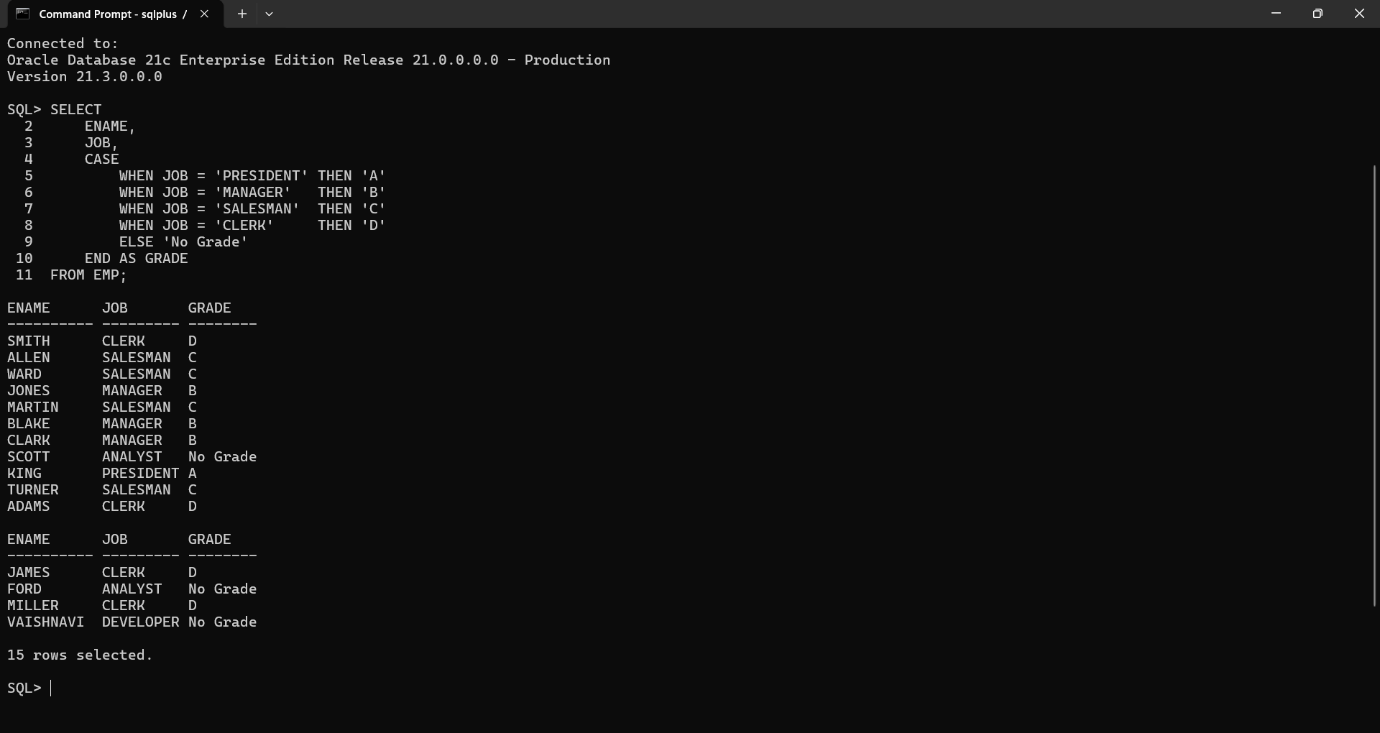 Command Prompt - sqlplus /
Connected to:
Oracle Database 21c Enterprise Edition Release 21.0.0.0.0 - Production
Version 21.3.0.0.0
SQL> SELECT
  2      ENAME,
  3      JOB,
  4      CASE
  5          WHEN JOB = 'PRESIDENT' THEN 'A'
  6          WHEN JOB = 'MANAGER'   THEN 'B'
  7          WHEN JOB = 'SALESMAN'  THEN 'C'
  8          WHEN JOB = 'CLERK'     THEN 'D'
  9          ELSE 'No Grade'
 10      END AS GRADE
 11  FROM EMP;
ENAME      JOB       GRADE
---------- --------- --------
SMITH      CLERK     D
ALLEN      SALESMAN  C
WARD       SALESMAN  C
JONES      MANAGER   B
MARTIN     SALESMAN  C
BLAKE      MANAGER   B
CLARK      MANAGER   B
SCOTT      ANALYST   No Grade
KING       PRESIDENT A
TURNER     SALESMAN  C
ADAMS      CLERK     D
ENAME      JOB       GRADE
---------- --------- --------
JAMES      CLERK     D
FORD       ANALYST   No Grade
MILLER     CLERK     D
VAISHNAVI  DEVELOPER No Grade
15 rows selected.
SQL>